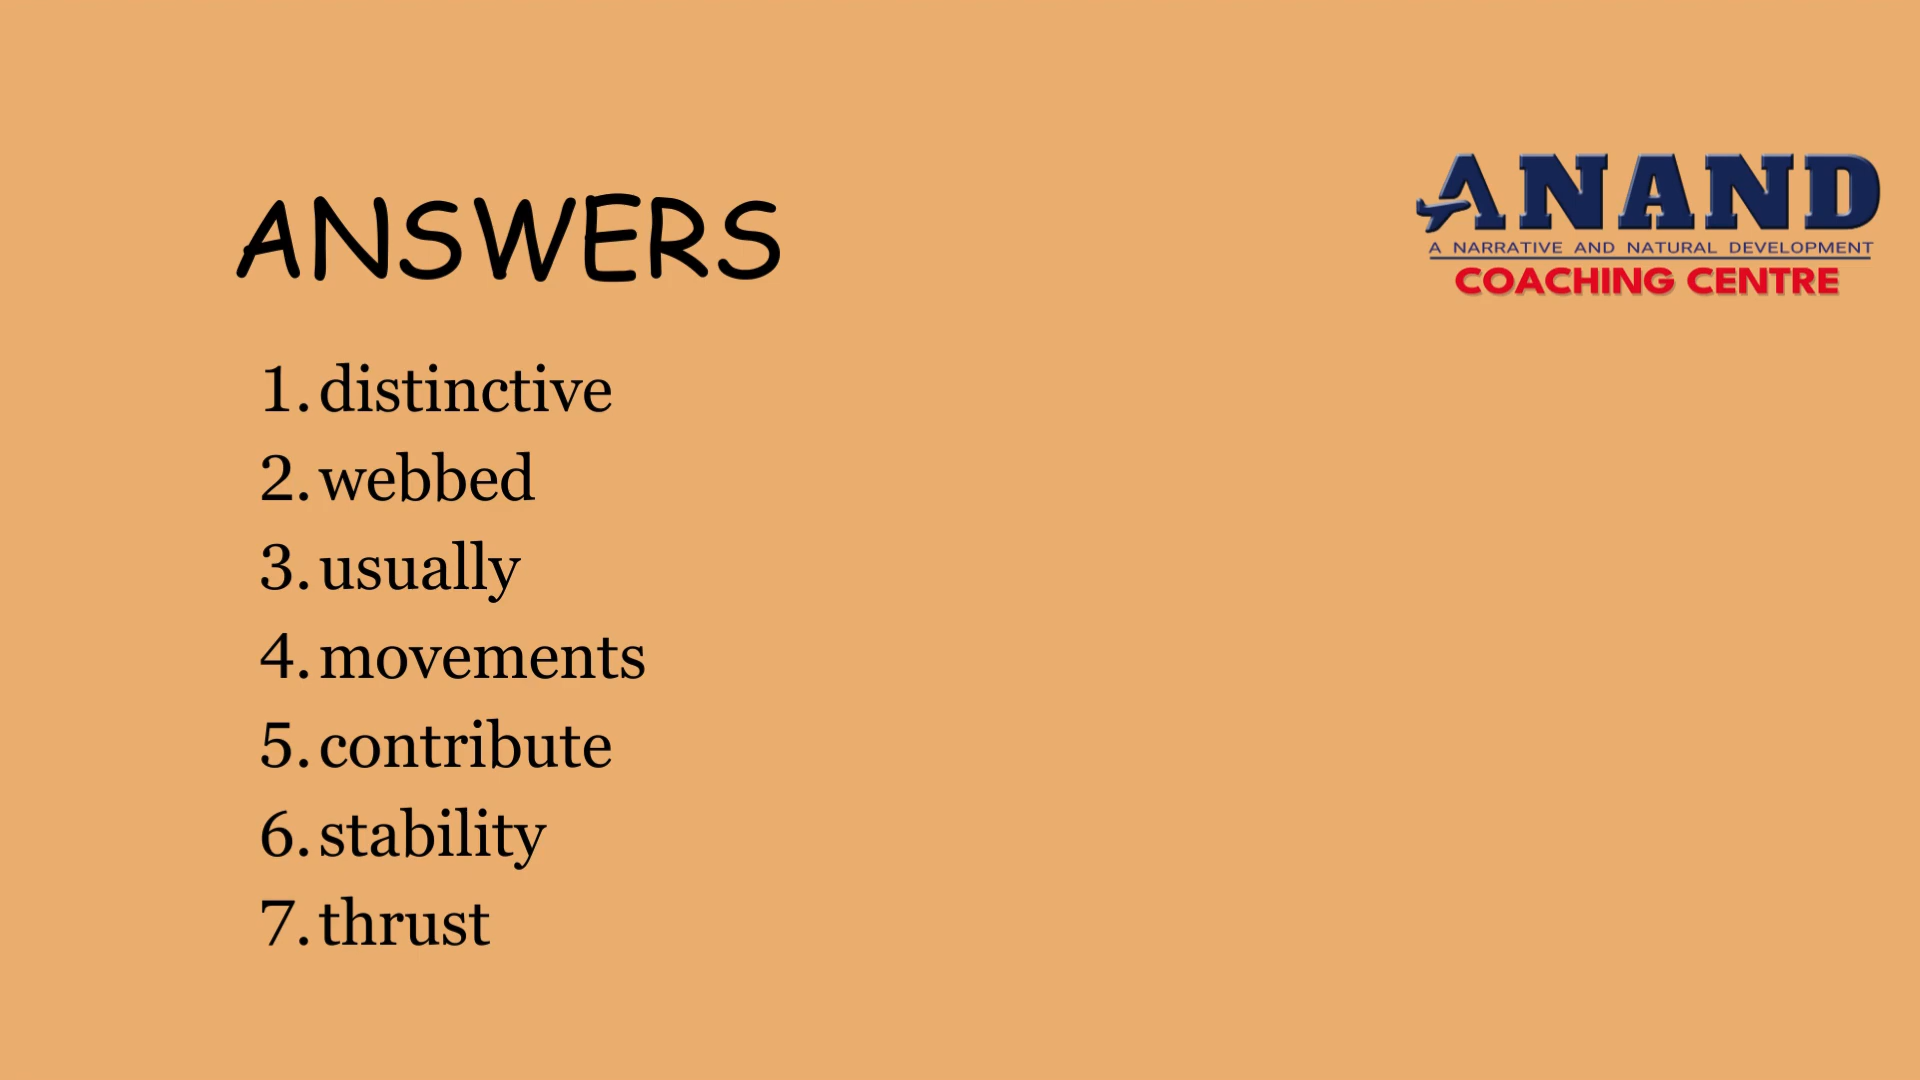 ANAND
A NARRATIVE AND NATURAL DEVELOPMENT
COACHING CENTRE
ANSWERS
1. distinctive
2. webbed
3. usually
4. movements
5. contribute
6. stability
7. thrust